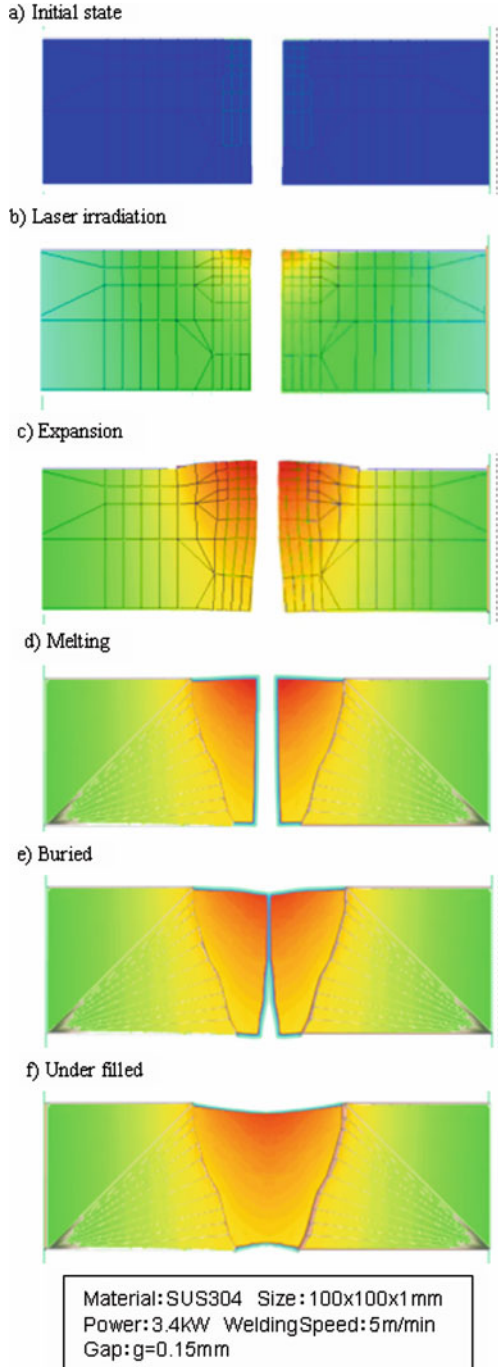 a) Initial state
b) Laser irradiation
c) Expansion
d) Melting
e) Buried
f) Under filled
Material:SUS304 Size:100x100x1mm
Power:3.4kW WeldingSpeed:5m/min
Gap:g=0.15mm